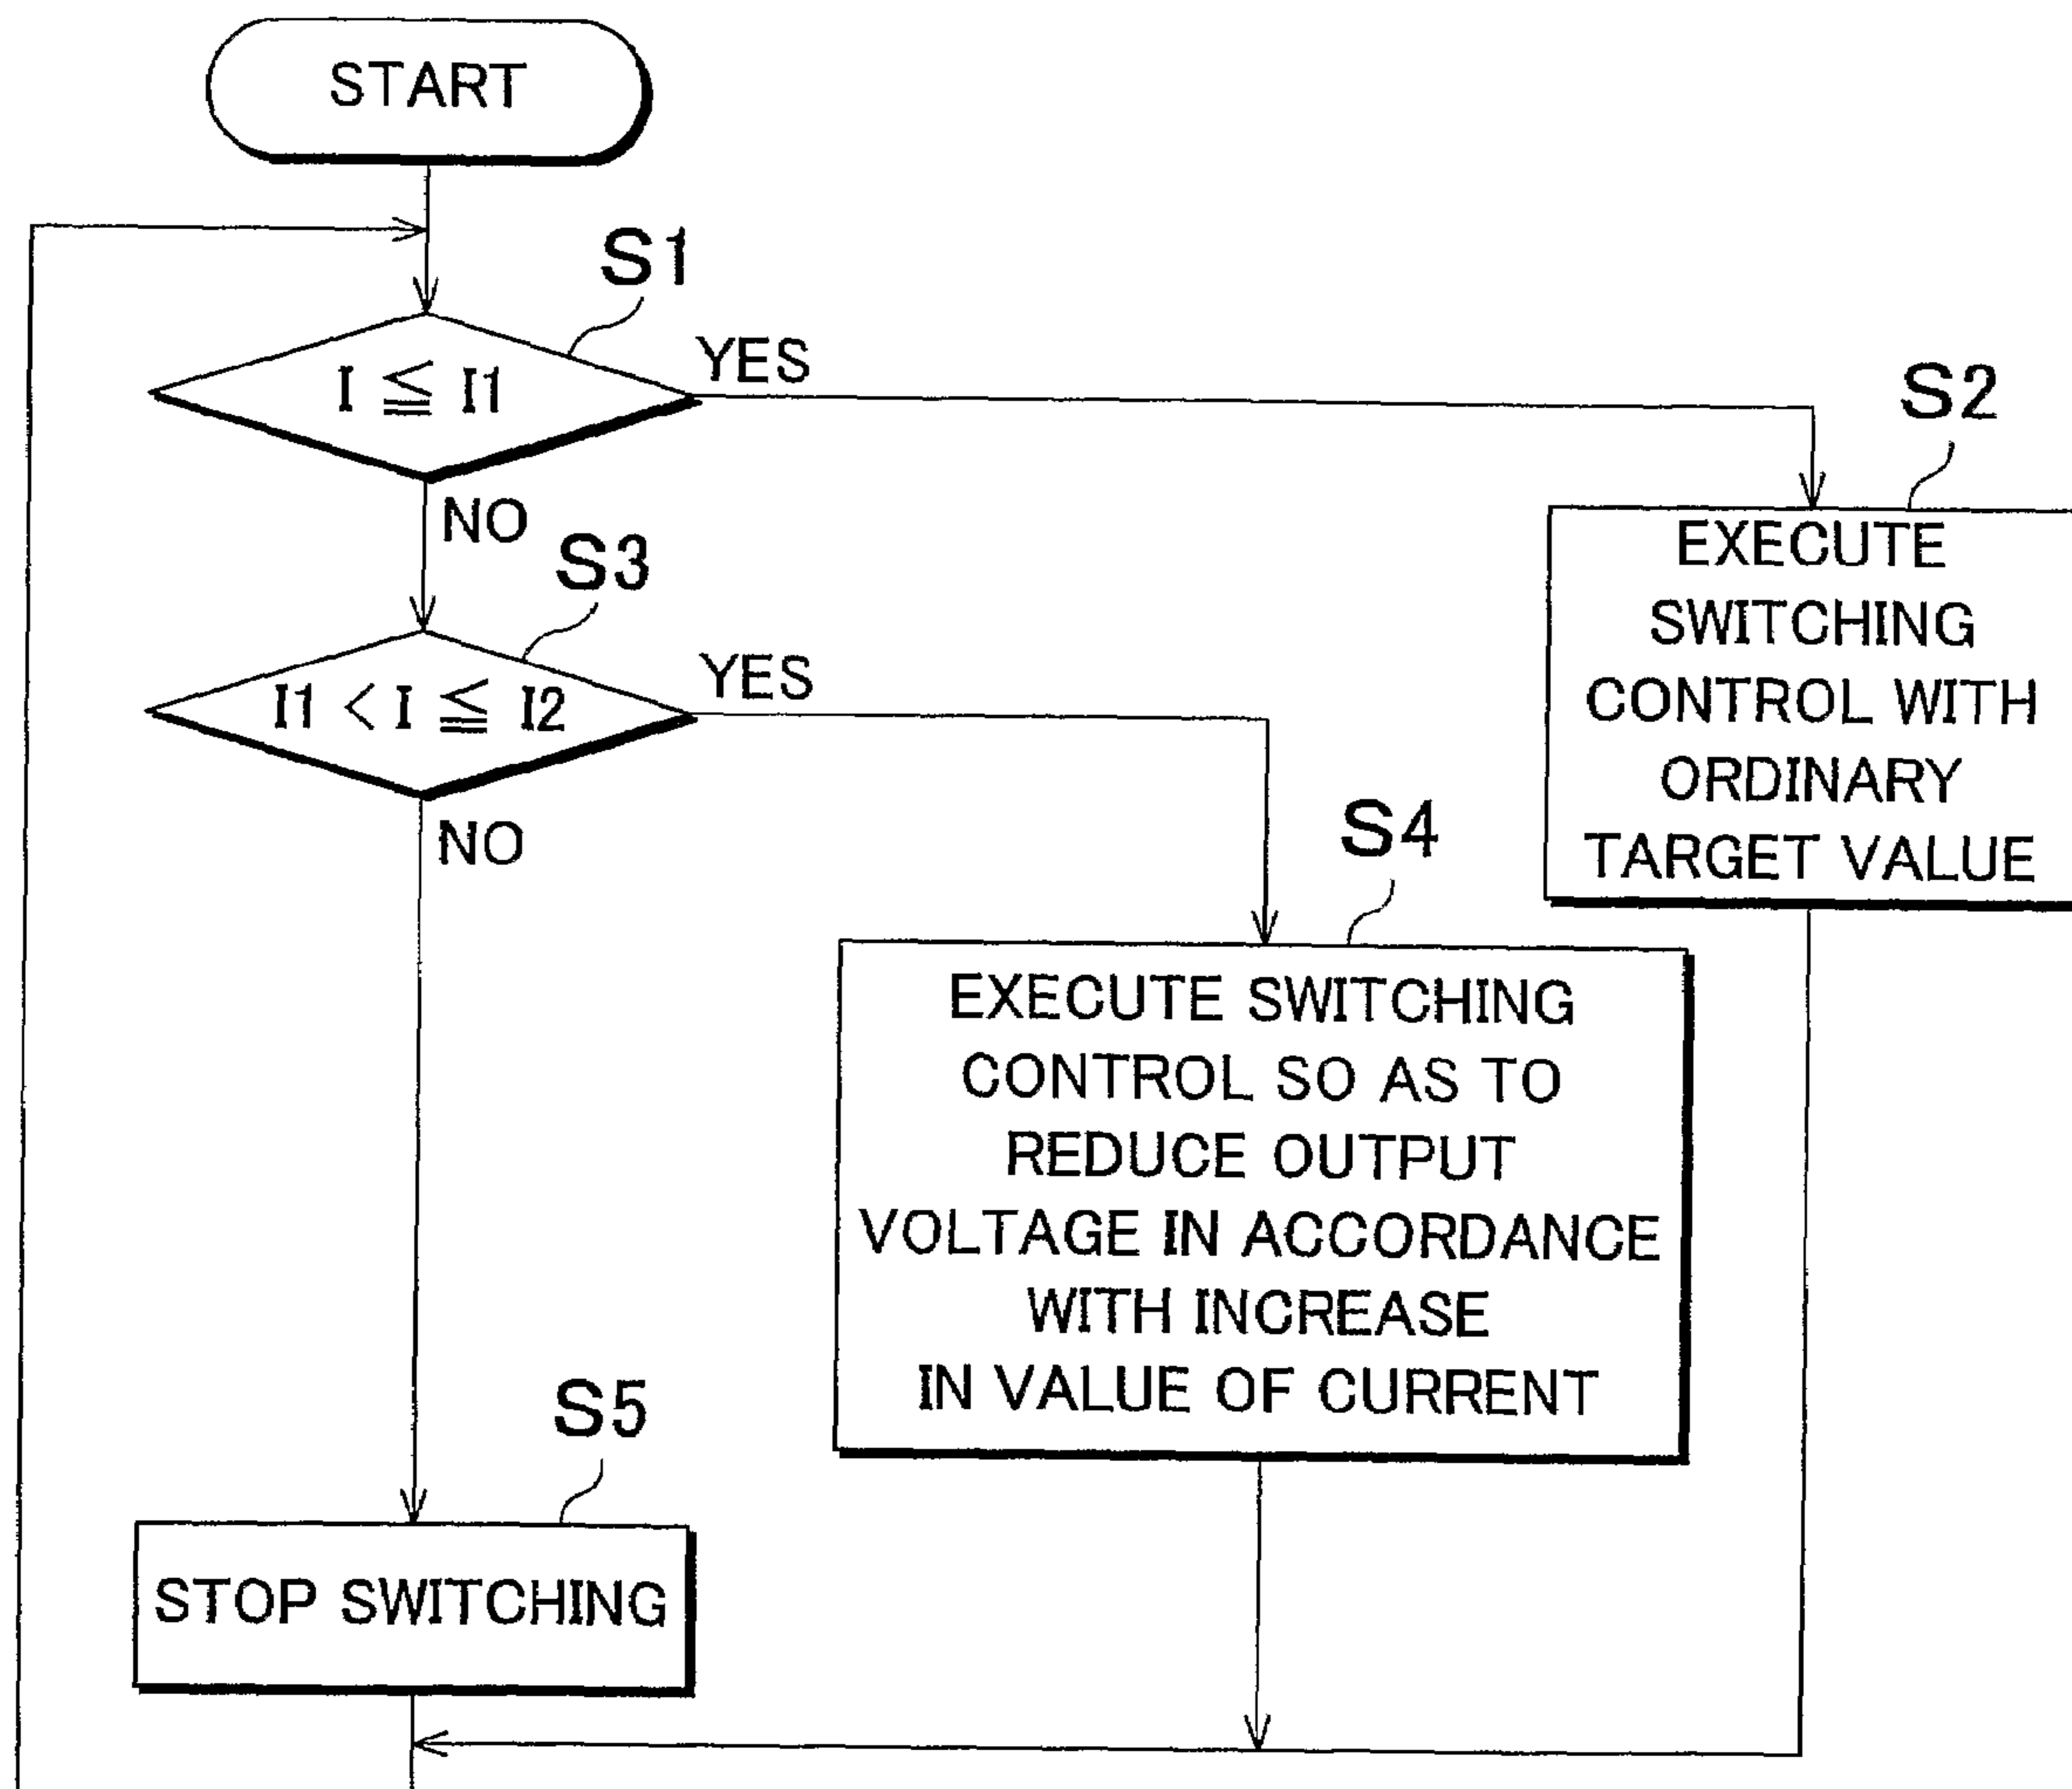 START
S1
I ≦ I1
YES
NO
S2
EXECUTE
SWITCHING
CONTROL WITH
ORDINARY
TARGET VALUE
S3
I1 < I ≦ I2
YES
NO
S4
EXECUTE SWITCHING
CONTROL SO AS TO
REDUCE OUTPUT
VOLTAGE IN ACCORDANCE
WITH INCREASE
IN VALUE OF CURRENT
S5
STOP SWITCHING